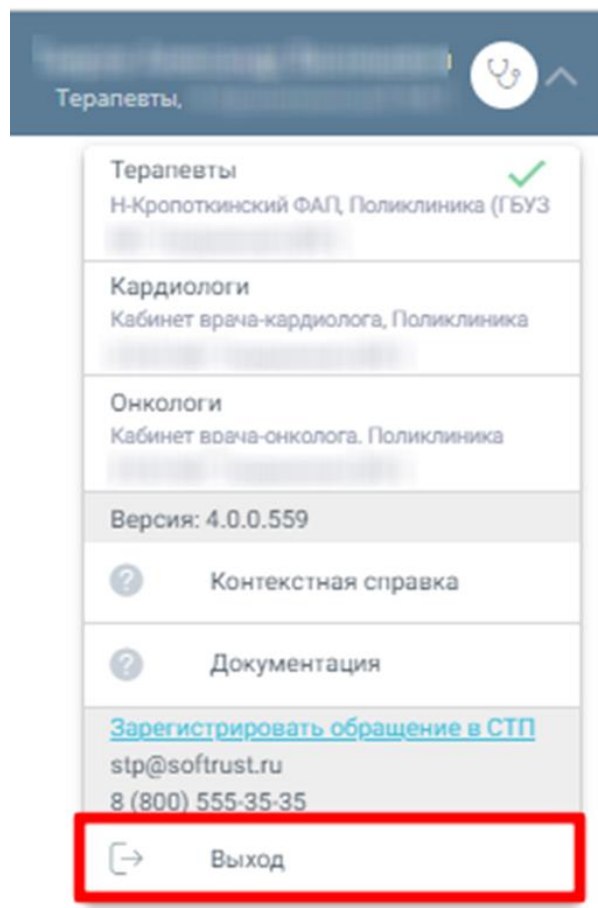 Терапевты,
Терапевты
Н-Кропоткинский ФАП, Поликлиника (ГБУЗ
Кардиологи
Кабинет врача-кардиолога, Поликлиника
Онкологи
Кабинет врача-онколога. Поликлиника
Версия: 4.0.0.559
Контекстная справка
Документация
Зарегистрировать обращение в СТП
stp@softrust.ru
8 (800) 555-35-35
Выход